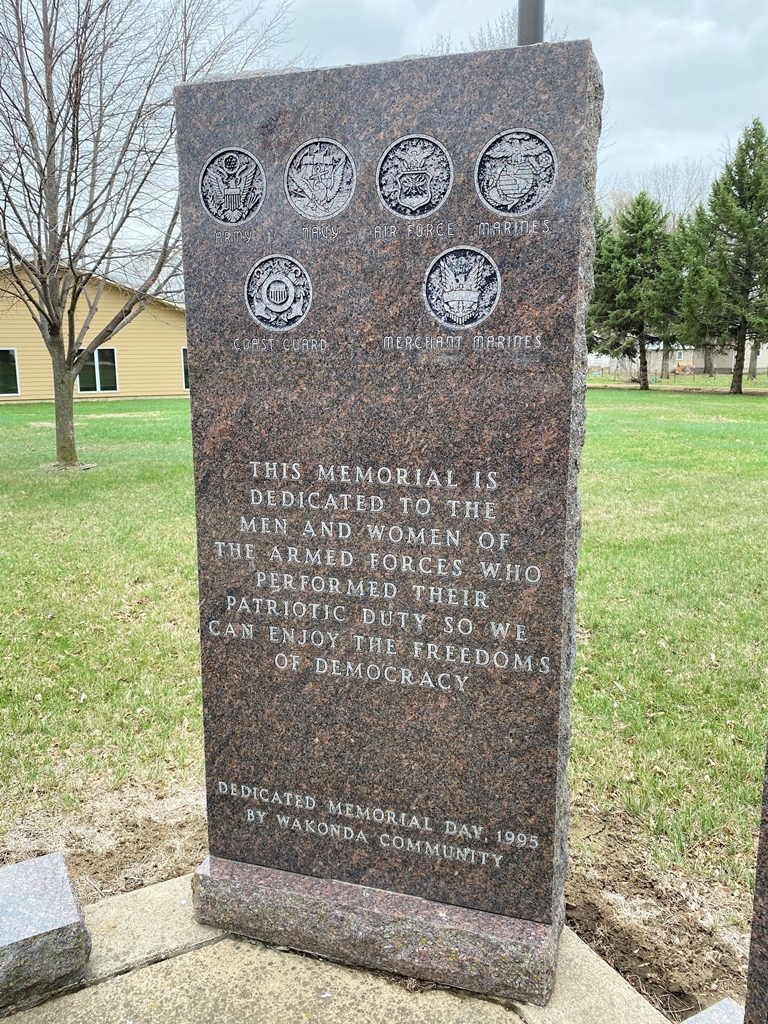 ARMY NAVY AIR FORCE MARINES
COAST GUARD MERCHANT MARINES
THIS MEMORIAL IS
DEDICATED TO THE
MEN AND WOMEN OF
THE ARMED FORCES WHO
PERFORMED THEIR
PATRIOTIC DUTY SO WE
CAN ENJOY THE FREEDOMS
OF DEMOCRACY
DEDICATED MEMORIAL DAY, 1995
BY WAKONDA COMMUNITY